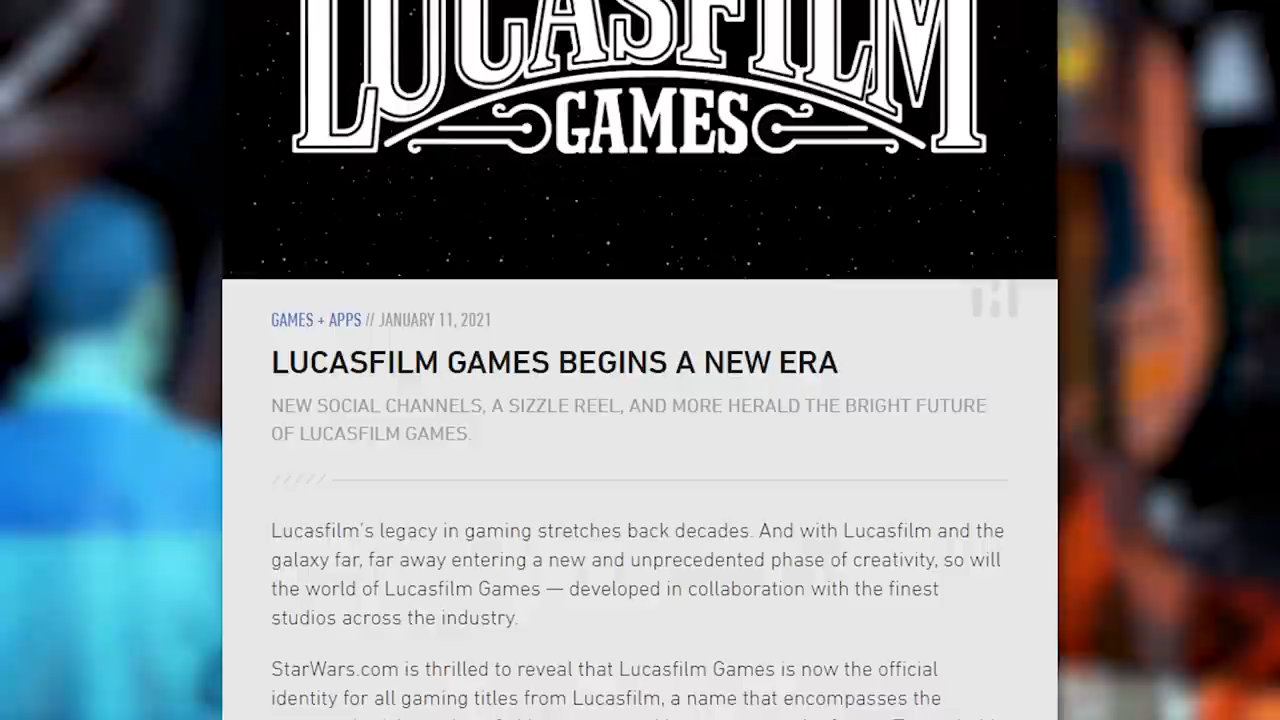 LUCASFILM
GAMES
GAMES + APPS // JANUARY 11, 2021
LUCASFILM GAMES BEGINS A NEW ERA
NEW SOCIAL CHANNELS, A SIZZLE REEL, AND MORE HERALD THE BRIGHT FUTURE
OF LUCASFILM GAMES.
Lucasfilm's legacy in gaming stretches back decades. And with Lucasfilm and the
galaxy far, far away entering a new and unprecedented phase of creativity, so will
the world of Lucasfilm Games — developed in collaboration with the finest
studios across the industry.
StarWars.com is thrilled to reveal that Lucasfilm Games is now the official
identity for all gaming titles from Lucasfilm, a name that encompasses the